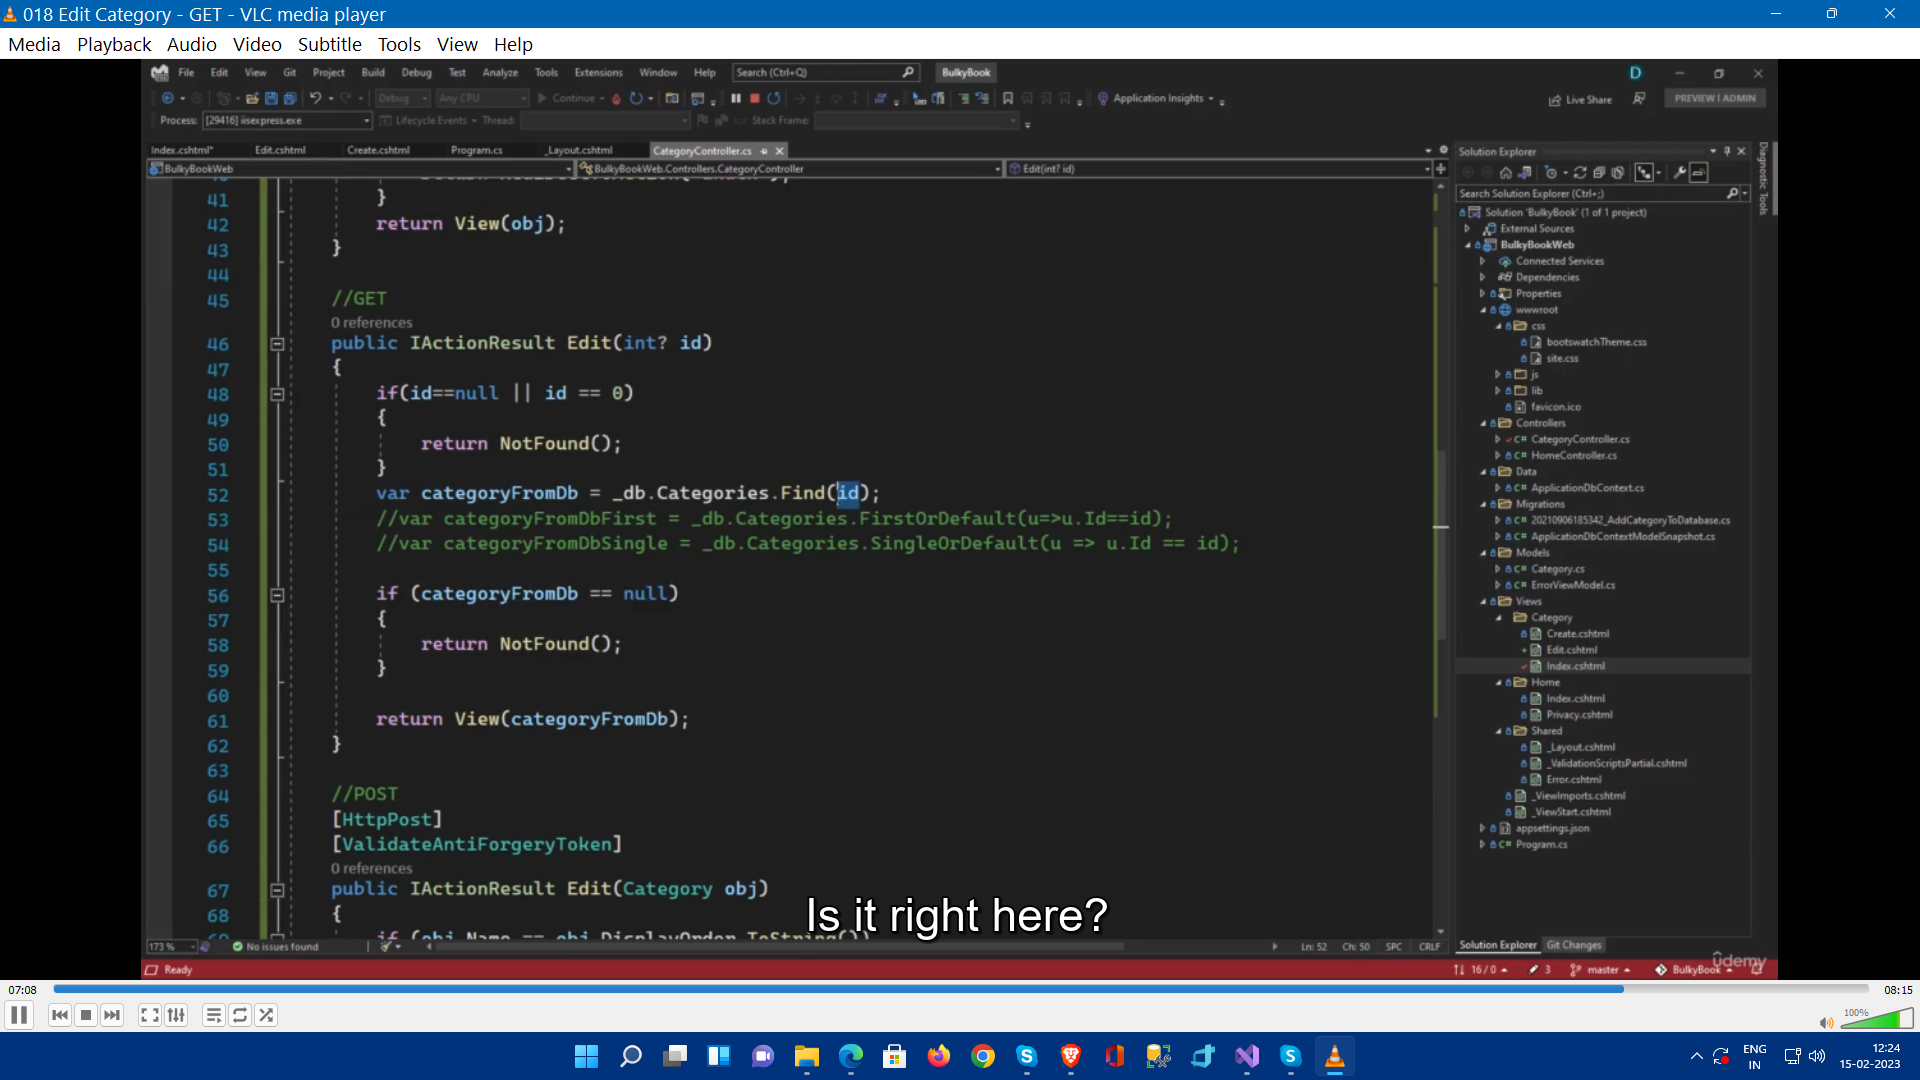 018 Edit Category - GET - VLC media player
Media Playback Audio Video Subtitle Tools View Help
File Edit View Git Project Build Debug Test Analyze Tools Extensions Window Help Search (Ctrl+Q) BulkyBook D
Debug Any CPU Continue Application Insights Live Share PREVIEW | ADMIN
Process: [29416] iisexpress.exe Lifecycle Events Thread: Stack Frame:
Index.cshtml* Edit.cshtml Create.cshtml Program.cs _Layout.cshtml CategoryController.cs
BulkyBookWeb BulkyBookWeb.Controllers.CategoryController Edit(int? id)
41 }
42 return View(obj);
43 }
44
45 //GET
0 references
46 public IActionResult Edit(int? id)
47 {
48 if(id==null || id == 0)
49 {
50 return NotFound();
51 }
52 var categoryFromDb = _db.Categories.Find(id);
53 //var categoryFromDbFirst = _db.Categories.FirstOrDefault(u=>u.Id==id);
54 //var categoryFromDbSingle = _db.Categories.SingleOrDefault(u => u.Id == id);
55
56 if (categoryFromDb == null)
57 {
58 return NotFound();
59 }
60
61 return View(categoryFromDb);
62 }
63
64 //POST
65 [HttpPost]
66 [ValidateAntiForgeryToken]
0 references
67 public IActionResult Edit(Category obj)
68 {
69 if (obj.Name == obj.DisplayOrder.ToString())
Is it right here?
173 % No issues found Ln: 52 Ch: 50 SPC CRLF
Solution Explorer
Search Solution Explorer (Ctrl+;)
Solution 'BulkyBook' (1 of 1 project)
External Sources
BulkyBookWeb
Connected Services
Dependencies
Properties
wwwroot
css
bootswatchTheme.css
site.css
js
lib
favicon.ico
Controllers
C# CategoryController.cs
C# HomeController.cs
Data
C# ApplicationDbContext.cs
Migrations
C# 20210906185342_AddCategoryToDatabase.cs
C# ApplicationDbContextModelSnapshot.cs
Models
C# Category.cs
C# ErrorViewModel.cs
Views
Category
Create.cshtml
Edit.cshtml
Index.cshtml
Home
Index.cshtml
Privacy.cshtml
Shared
_Layout.cshtml
_ValidationScriptsPartial.cshtml
Error.cshtml
_ViewImports.cshtml
_ViewStart.cshtml
appsettings.json
C# Program.cs
Solution Explorer Git Changes
Diagnostic Tools
udemy
Ready 16 / 0 3 master BulkyBook
07:08 08:15
100%
ENG
IN
12:24
15-02-2023